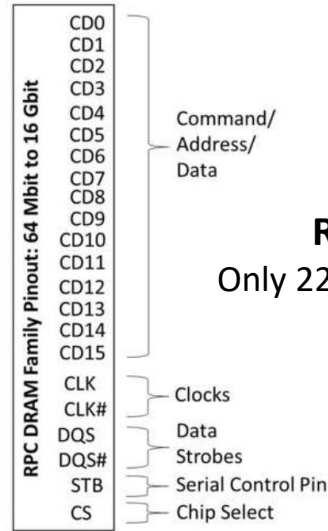 RPC DRAM Family Pinout: 64 Mbit to 16 Gbit
CD0
CD1
CD2
CD3
CD4
CD5
CD6
CD7
CD8
CD9
CD10
CD11
CD12
CD13
CD14
CD15
CLK
CLK#
DQS
DQS#
STB
CS
Command/
Address/
Data
Clocks
Data
Strobes
Serial Control Pin
Chip Select
R
Only 22